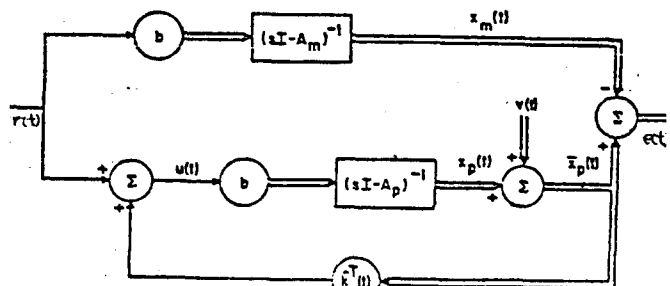 x_m(t)
b
(sI-A_m)^{-1}
-
Σ
r(t)
v(t)
e(t)
+
+
Σ
u(t)
b
(sI-A_p)^{-1}
x_p(t)
+
+
Σ
x̄_p(t)
+
k^T(t)